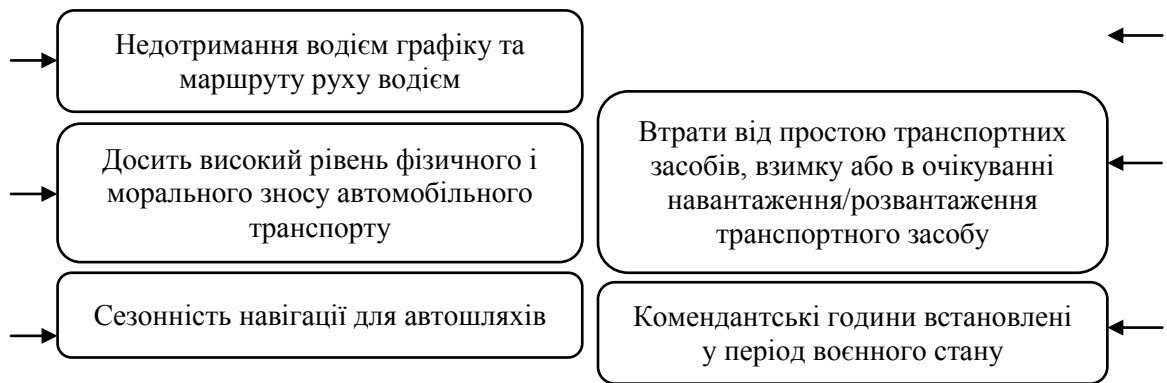 Недотримання водієм графіку та
маршруту руху водієм
Досить високий рівень фізичного і
морального зносу автомобільного
транспорту
Сезонність навігації для автошляхів
Втрати від простою транспортних
засобів, взимку або в очікуванні
навантаження/розвантаження
транспортного засобу
Комендантські години встановлені
у період воєнного стану